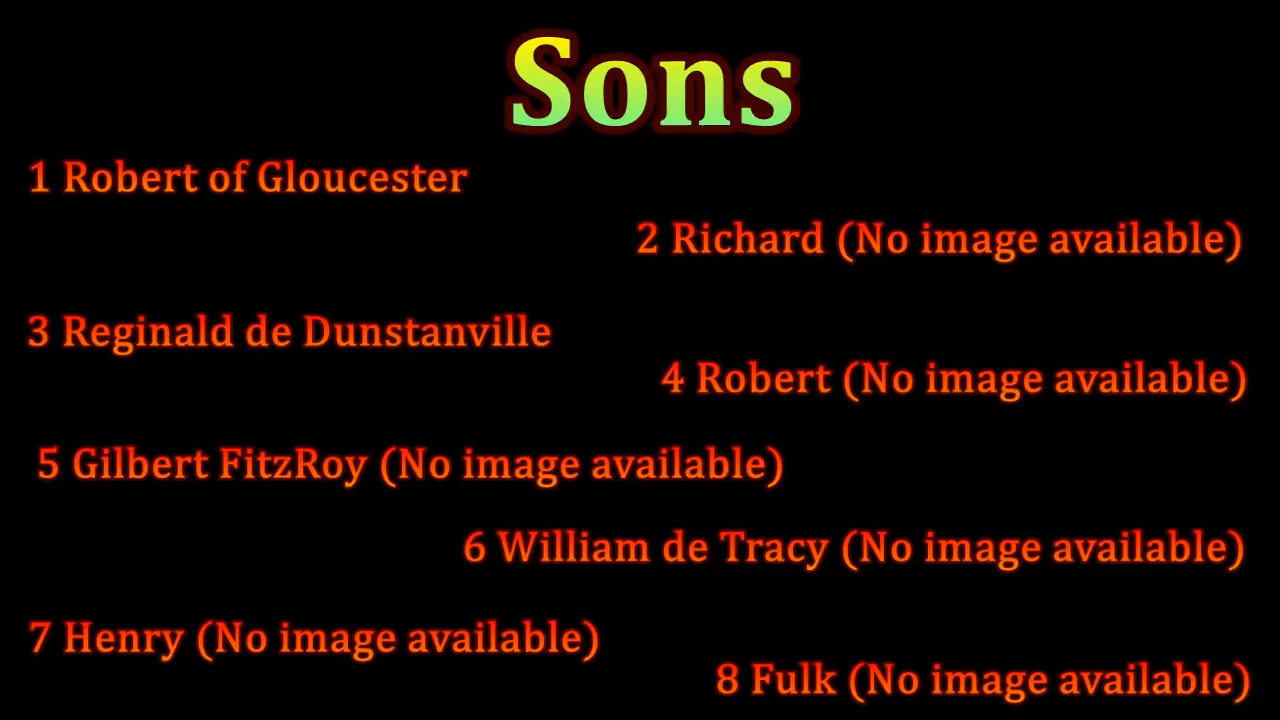 Sons
1 Robert of Gloucester
2 Richard (No image available)
3 Reginald de Dunstanville
4 Robert (No image available)
5 Gilbert FitzRoy (No image available)
6 William de Tracy (No image available)
7 Henry (No image available)
8 Fulk (No image available)